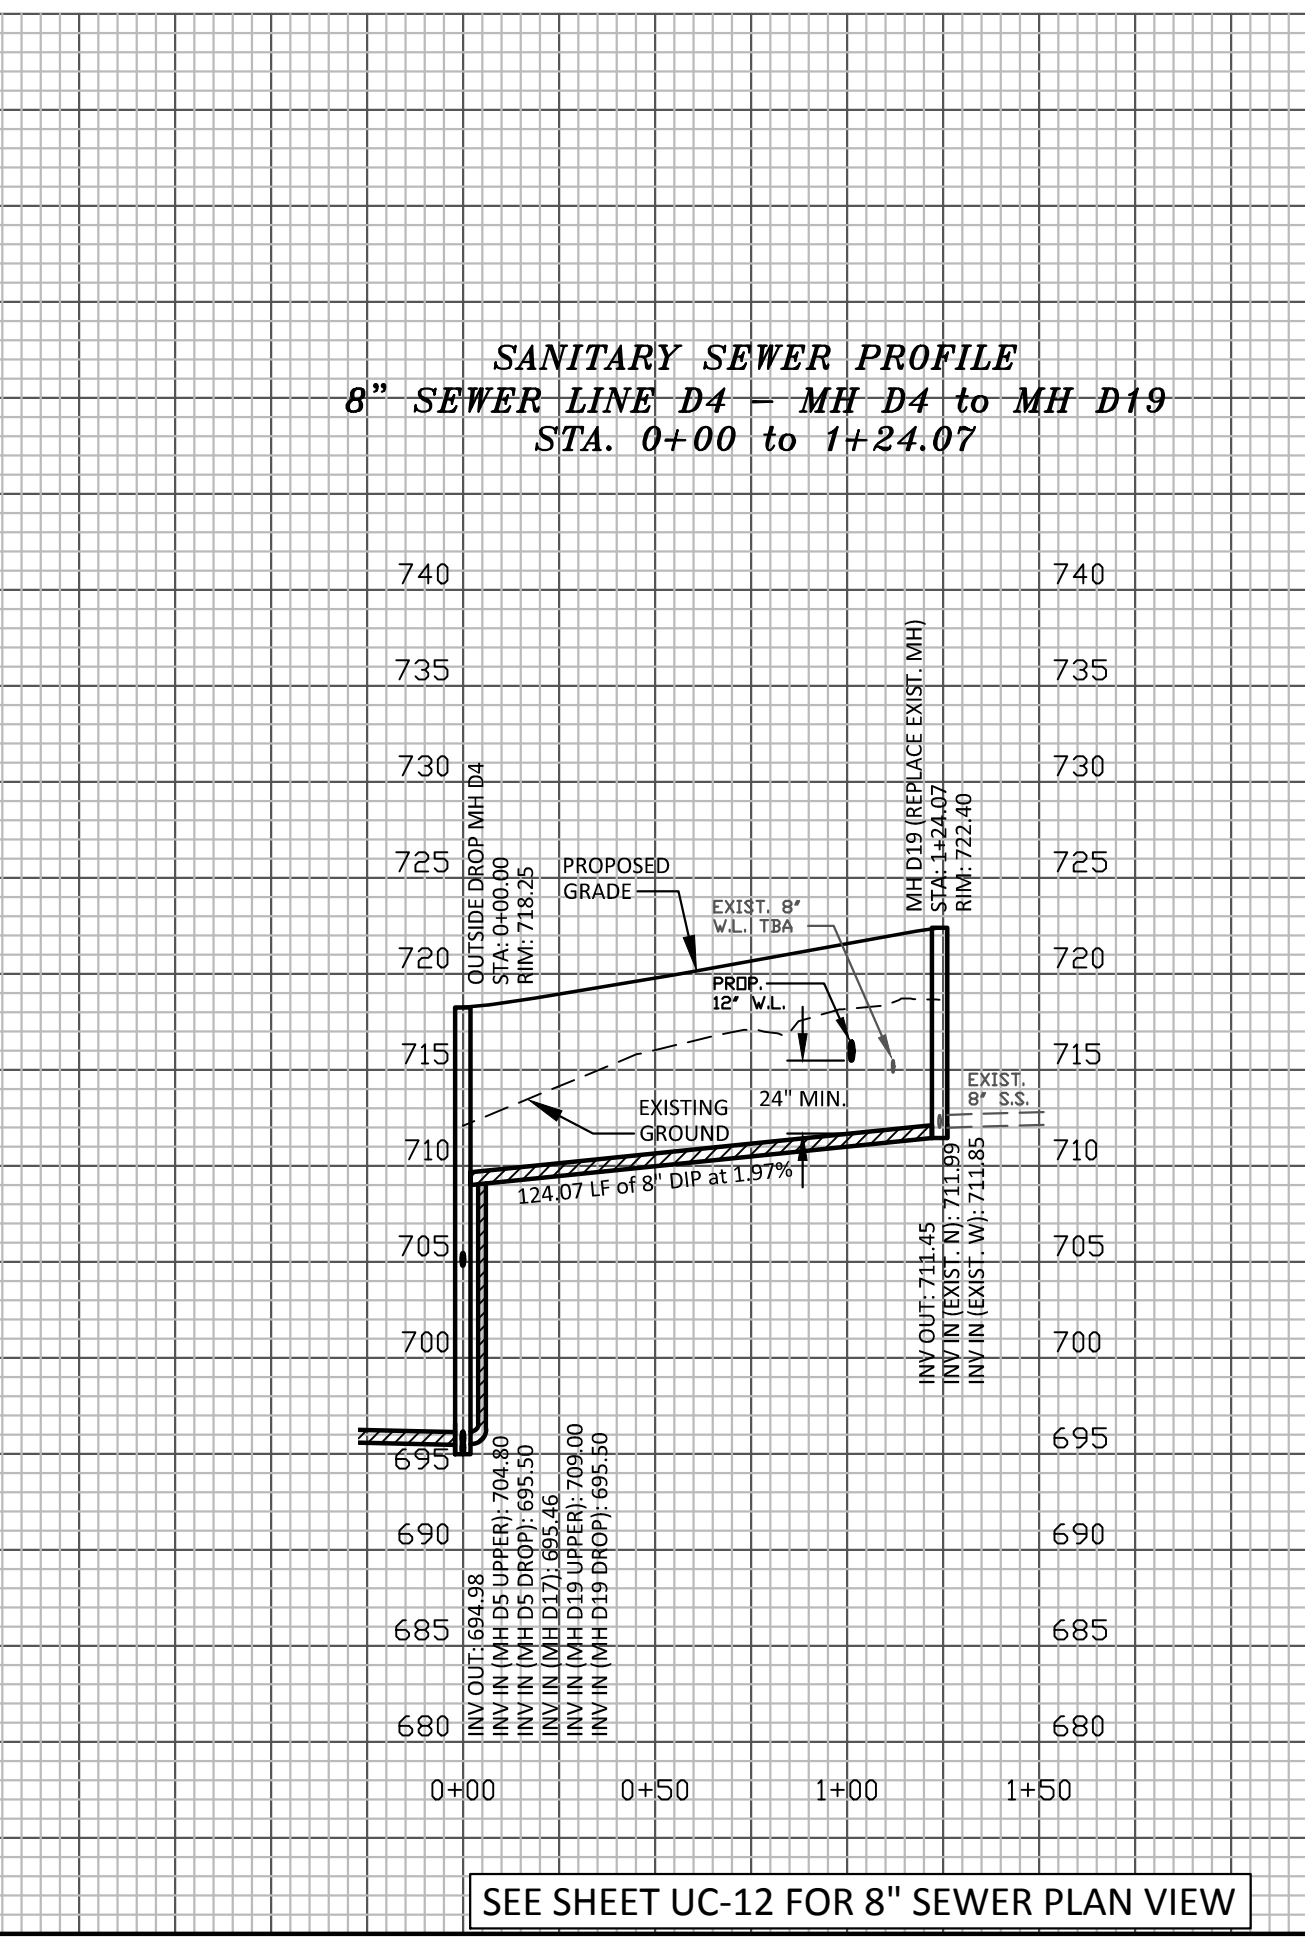 SANITARY SEWER PROFILE
8" SEWER LINE D4 – MH D4 to MH D19
STA. 0+00 to 1+24.07
740
740
735
735
730
730
725
725
720
720
715
715
710
710
705
705
700
700
695
695
690
690
685
685
680
680
OUTSIDE DROP MH D4
STA: 0+00.00
RIM: 718.25
PROPOSED
GRADE
EXIST. 8"
W.L. TBA
PROP.
12" W.L.
MH D19 (REPLACE EXIST. MH)
STA: 1+24.07
RIM: 722.40
EXISTING
GROUND
24" MIN.
EXIST.
8" S.S.
124.07 LF of 8" DIP at 1.97%
INV OUT: 711.45
INV IN (EXIST. N): 711.99
INV IN (EXIST. W): 711.85
INV OUT: 694.98
INV IN (MH D5 UPPER): 704.80
INV IN (MH D5 DROP): 695.50
INV IN (MH D17): 695.46
INV IN (MH D19 UPPER): 709.00
INV IN (MH D19 DROP): 695.50
0+00
0+50
1+00
1+50
SEE SHEET UC-12 FOR 8" SEWER PLAN VIEW